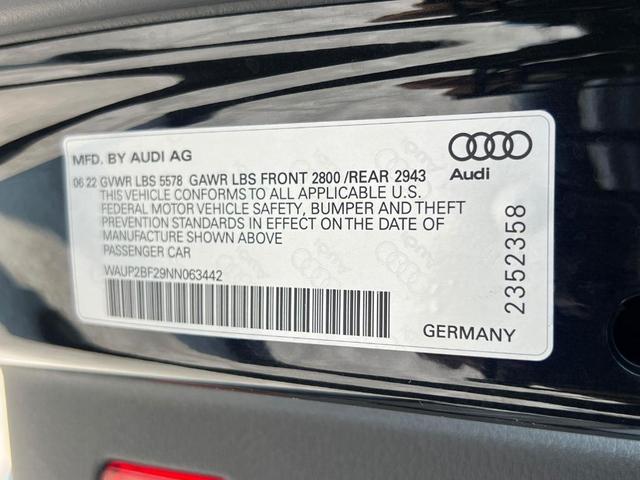 MFD. BY AUDI AG
06 22 GVWR LBS 5578 GAWR LBS FRONT 2800 /REAR 2943
THIS VEHICLE CONFORMS TO ALL APPLICABLE U.S.
FEDERAL MOTOR VEHICLE SAFETY, BUMPER AND THEFT
PREVENTION STANDARDS IN EFFECT ON THE DATE OF
MANUFACTURE SHOWN ABOVE
PASSENGER CAR
WAUP2BF29NN063442
Audi
2352358
GERMANY